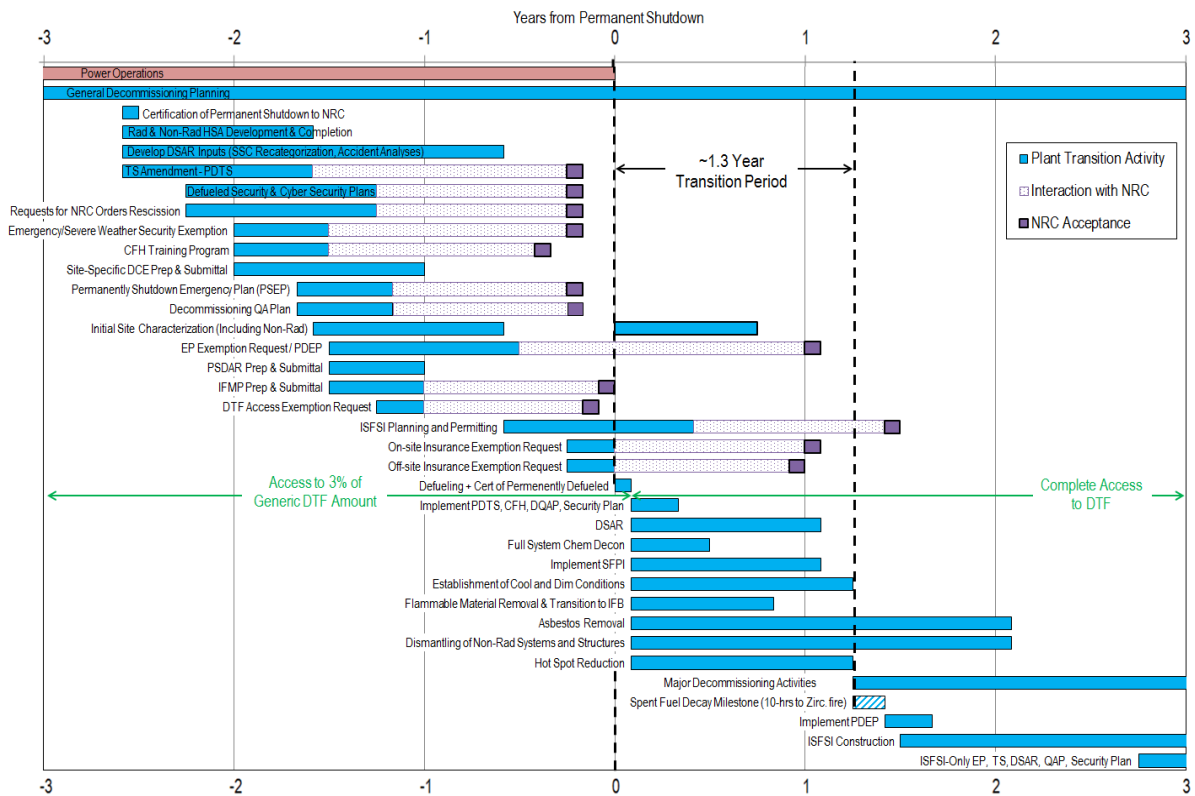 Years from Permanent Shutdown
-3 -2 -1 0 1 2 3
Power Operations
General Decommissioning Planning
Certification of Permanent Shutdown to NRC
Rad & Non-Rad HSA Development & Completion
Develop DSAR Inputs (SSC Recategorization, Accident Analyses)
TS Amendment - PDTS
Defueled Security & Cyber Security Plans
Requests for NRC Orders Rescission
Emergency/Severe Weather Security Exemption
CFH Training Program
Site-Specific DCE Prep & Submittal
Permanently Shutdown Emergency Plan (PSEP)
Decommissioning QA Plan
Initial Site Characterization (Including Non-Rad)
EP Exemption Request / PDEP
PSDAR Prep & Submittal
IFMP Prep & Submittal
DTF Access Exemption Request
ISFSI Planning and Permitting
On-site Insurance Exemption Request
Off-site Insurance Exemption Request
Defueling + Cert of Permenently Defueled
Implement PDTS, CFH, DQAP, Security Plan
DSAR
Full System Chem Decon
Implement SFPI
Establishment of Cool and Dim Conditions
Flammable Material Removal & Transition to IFB
Asbestos Removal
Dismantling of Non-Rad Systems and Structures
Hot Spot Reduction
Major Decommissioning Activities
Spent Fuel Decay Milestone (10-hrs to Zirc. fire)
Implement PDEP
ISFSI Construction
ISFSI-Only EP, TS, DSAR, QAP, Security Plan
~1.3 Year
Transition Period
Plant Transition Activity
Interaction with NRC
NRC Acceptance
Access to 3% of
Generic DTF Amount
Complete Access
to DTF
-3 -2 -1 0 1 2 3